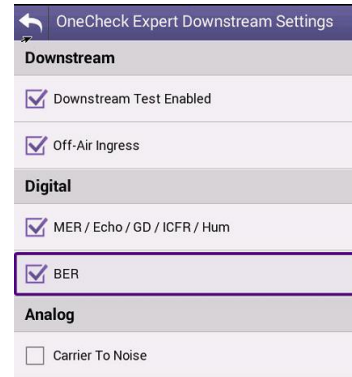 OneCheck Expert Downstream Settings
Downstream
Downstream Test Enabled
Off-Air Ingress
Digital
MER / Echo / GD / ICFR / Hum
BER
Analog
Carrier To Noise